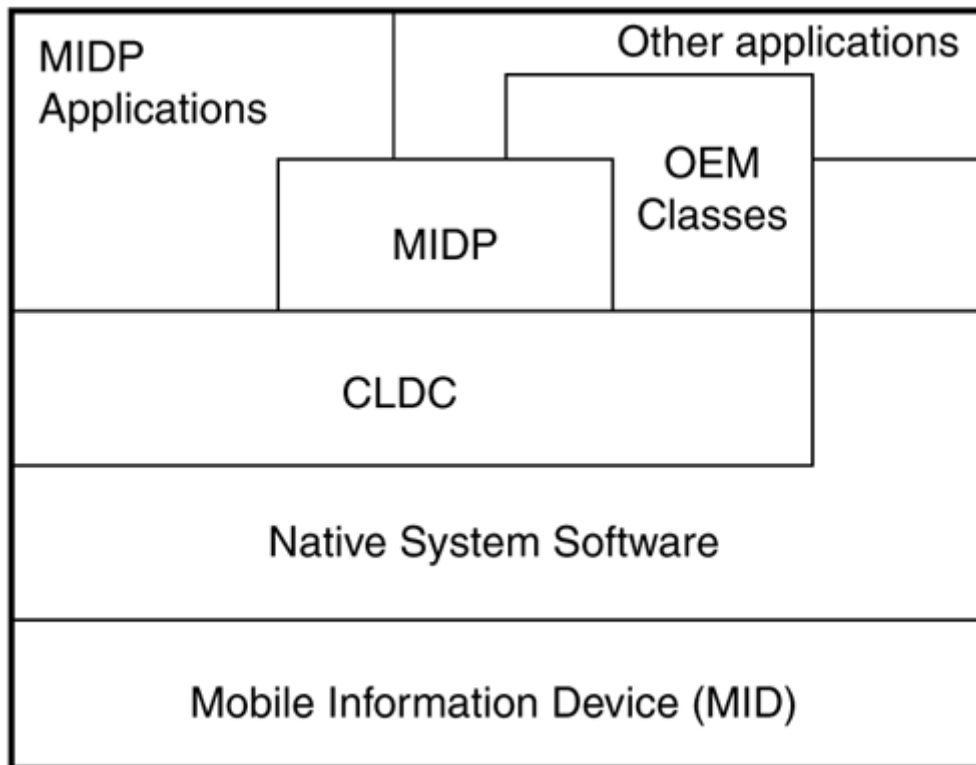 MIDP
Applications
Other applications
OEM
Classes
MIDP
CLDC
Native System Software
Mobile Information Device (MID)